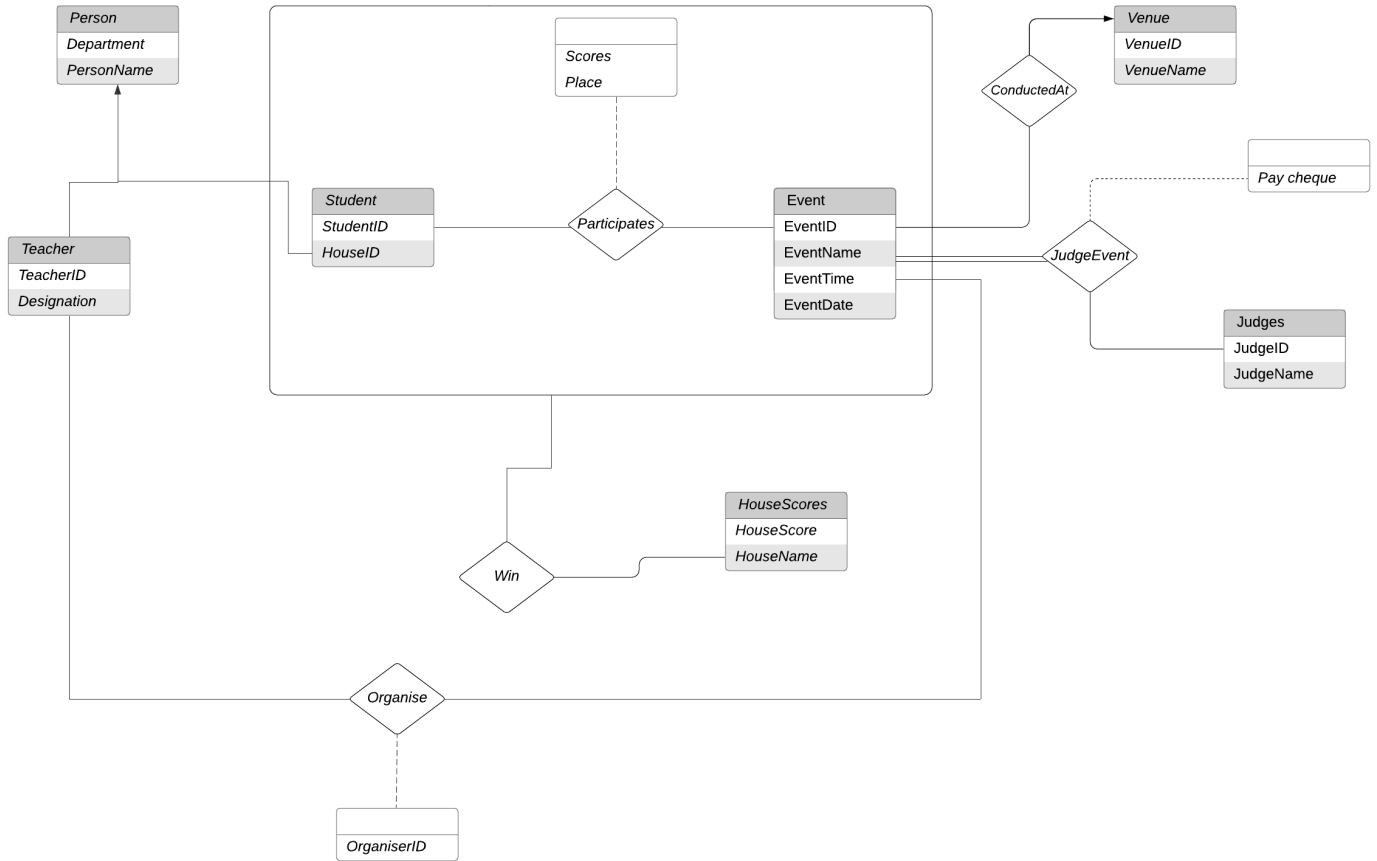 Person
Department
PersonName
Scores
Place
Venue
VenueID
VenueName
ConductedAt
Pay cheque
Student
StudentID
HouseID
Participates
Event
EventID
EventName
EventTime
EventDate
JudgeEvent
Teacher
TeacherID
Designation
Judges
JudgeID
JudgeName
HouseScores
HouseScore
HouseName
Win
Organise
OrganiserID